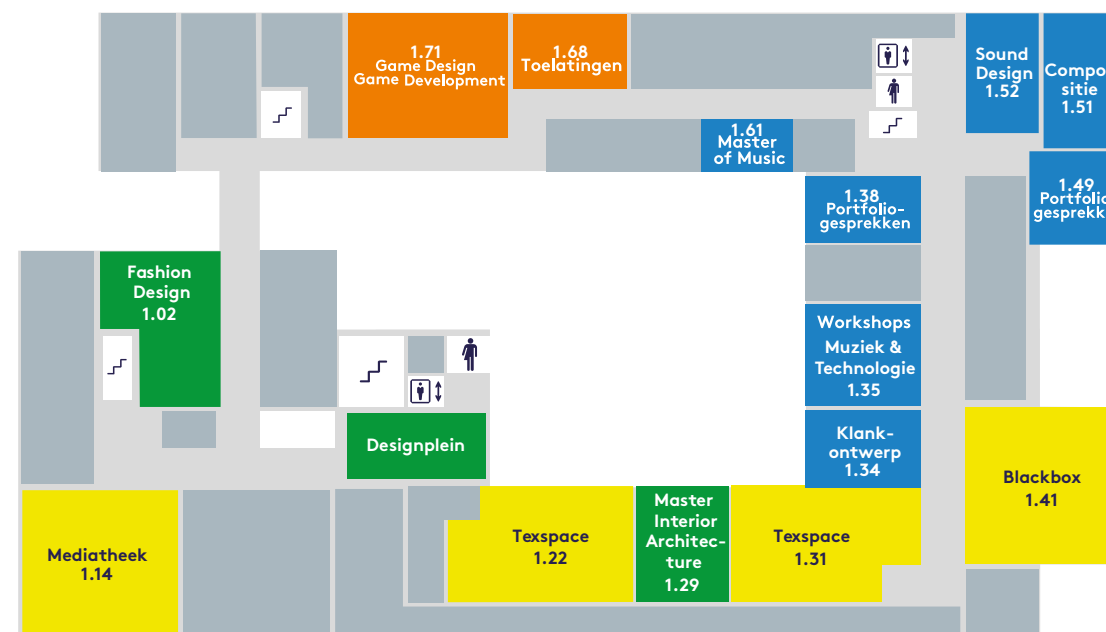 1.71
Game Design
Game Development
1.68
Toelatingen
Sound
Design
1.52
Compo
sitie
1.51
1.61
Master
of Music
1.38
Portfolio-
gesprekken
1.49
Portfolio
gesprekk
Fashion
Design
1.02
Workshops
Muziek &
Technologie
1.35
Designplein
Klank-
ontwerp
1.34
Blackbox
1.41
Mediatheek
1.14
Texspace
1.22
Master
Interior
Architec-
ture
1.29
Texspace
1.31